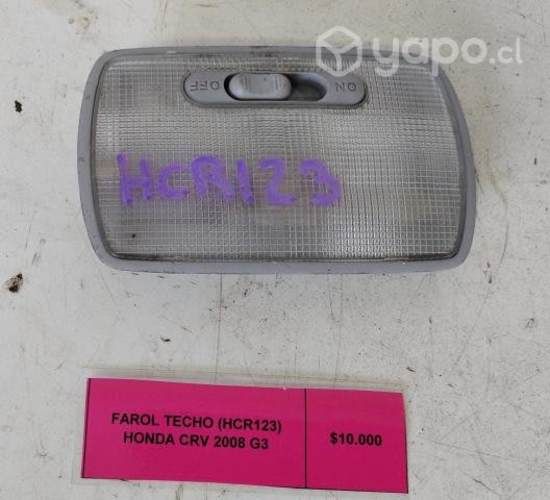 yapo.cl
OFF ON
HCR123
FAROL TECHO (HCR123)
HONDA CRV 2008 G3
$10.000